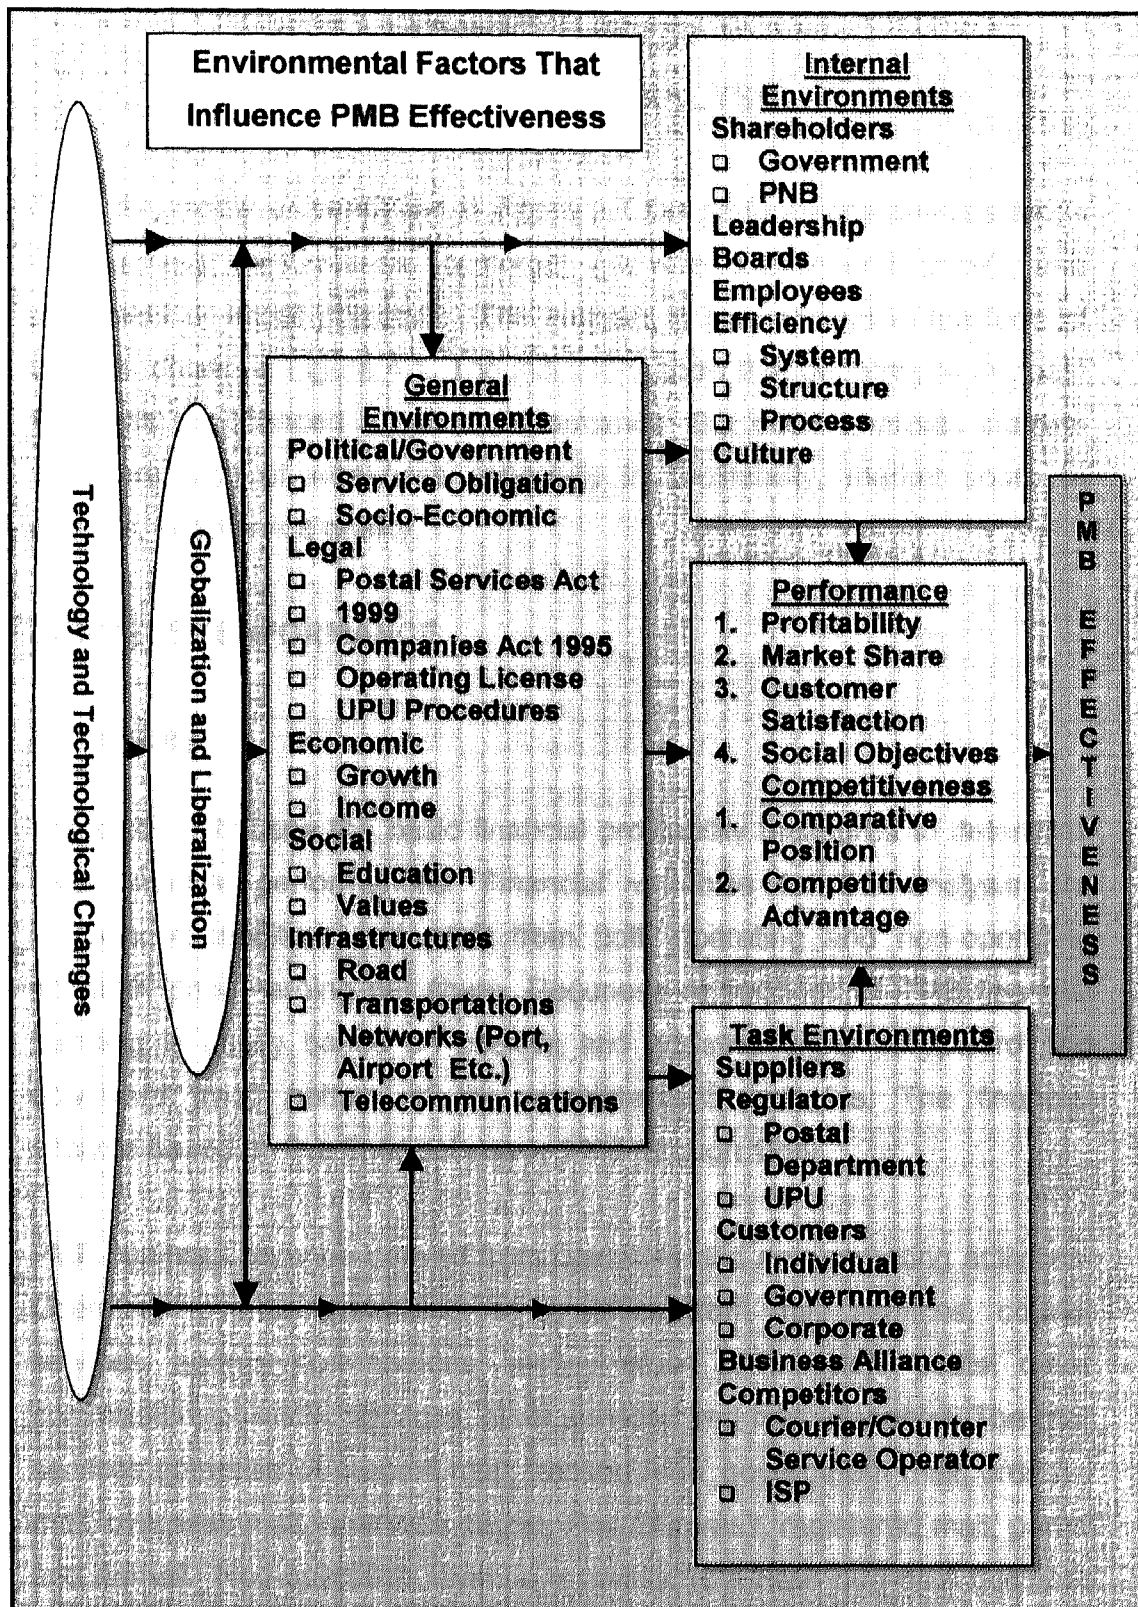 Environmental Factors That
Influence PMB Effectiveness
Technology and Technological Changes
Globalization and Liberalization
General
Environments
Political/Government
□ Service Obligation
□ Socio-Economic
Legal
□ Postal Services Act
□ 1999
□ Companies Act 1995
□ Operating License
□ UPU Procedures
Economic
□ Growth
□ Income
Social
□ Education
□ Values
Infrastructures
□ Road
□ Transportations
Networks (Port,
Airport Etc.)
□ Telecommunications
Internal
Environments
Shareholders
□ Government
□ PNB
Leadership
Boards
Employees
Efficiency
□ System
□ Structure
□ Process
Culture
Performance
1. Profitability
2. Market Share
3. Customer
Satisfaction
4. Social Objectives
Competitiveness
1. Comparative
Position
2. Competitive
Advantage
Task Environments
Suppliers
Regulator
□ Postal
Department
□ UPU
Customers
□ Individual
□ Government
□ Corporate
Business Alliance
Competitors
□ Courier/Counter
Service Operator
□ ISP
PMB EFFECTIVENESS